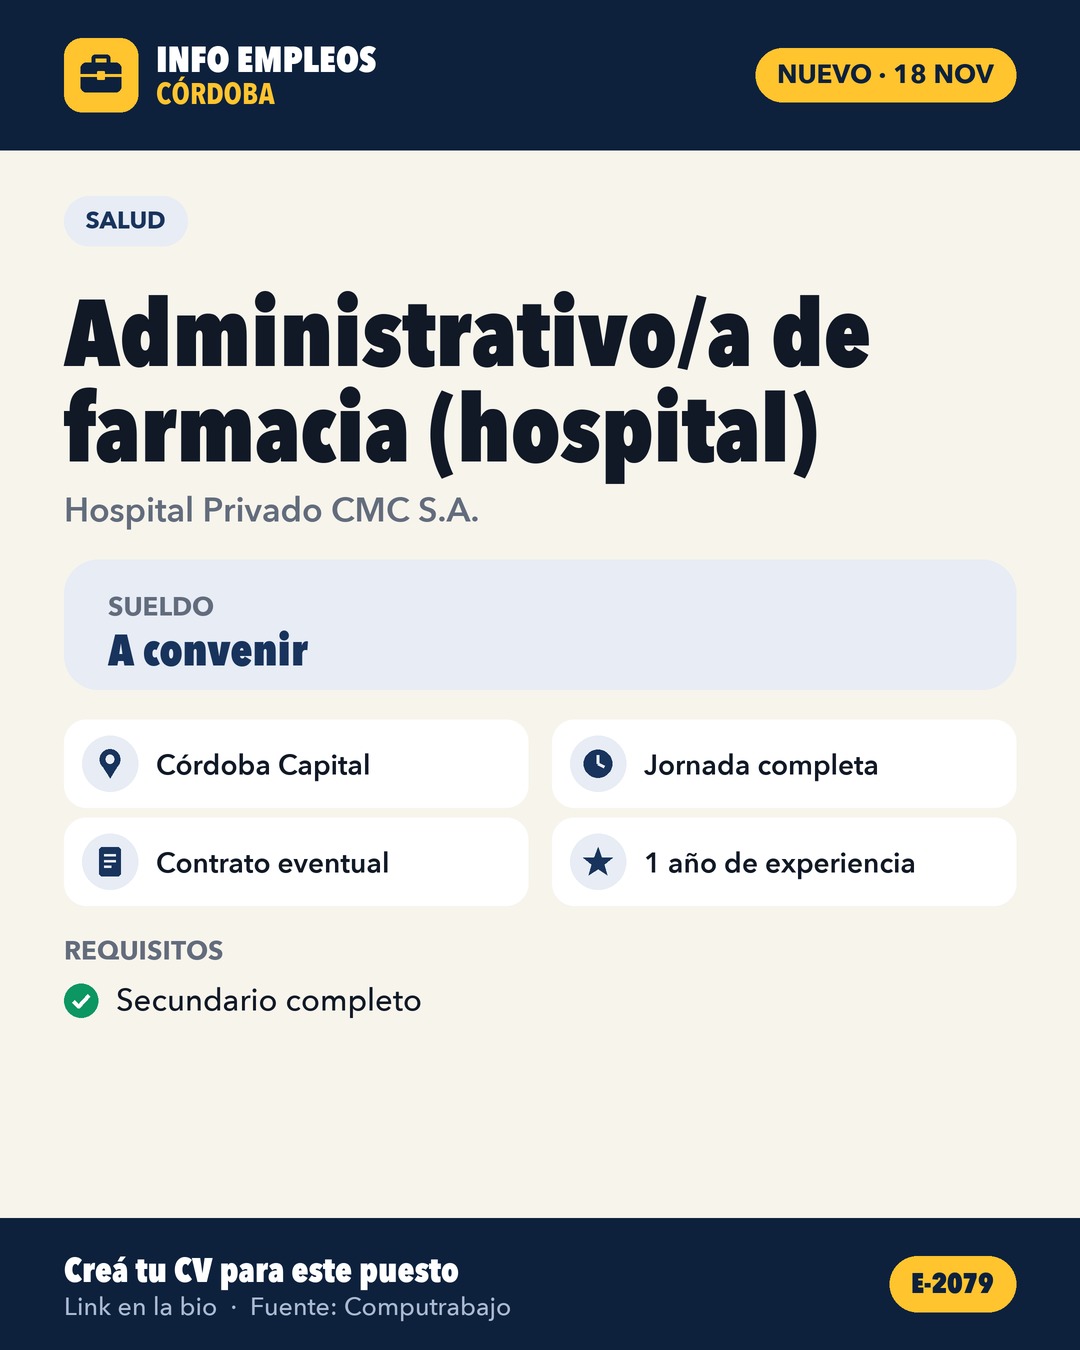 INFO EMPLEOS
CÓRDOBA
NUEVO · 18 NOV
SALUD
Administrativo/a de
farmacia (hospital)
Hospital Privado CMC S.A.
SUELDO
A convenir
Córdoba Capital
Jornada completa
Contrato eventual
1 año de experiencia
REQUISITOS
Secundario completo
Creá tu CV para este puesto
Link en la bio · Fuente: Computrabajo
E-2079